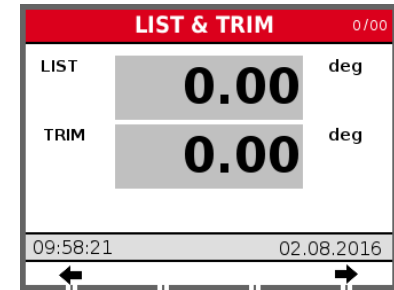 LIST & TRIM 0/00
LIST 0.00 deg
TRIM 0.00 deg
09:58:21 02.08.2016